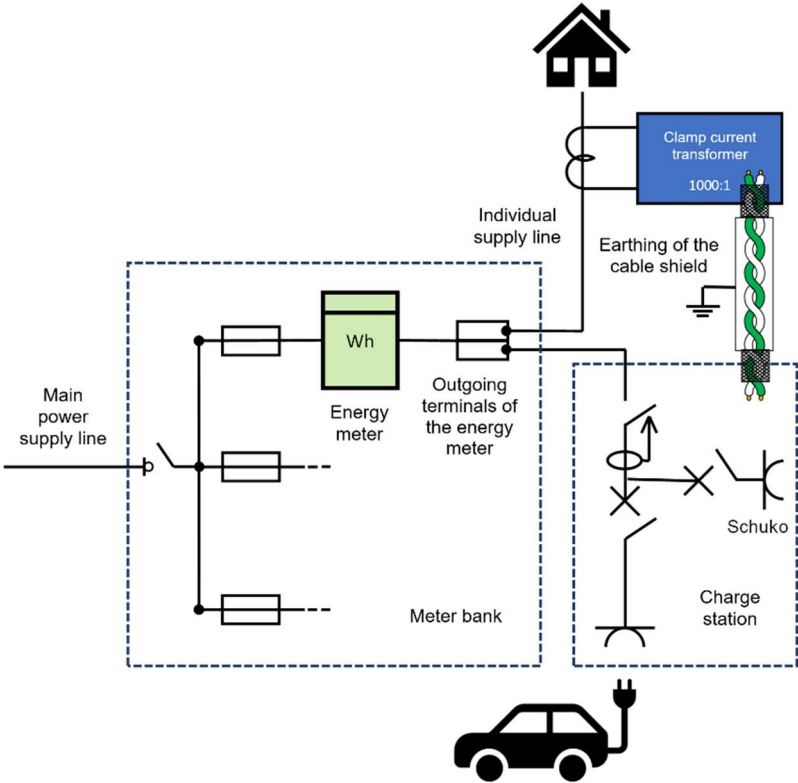 Clamp current
transformer
1000:1
Individual
supply line
Earthing of the
cable shield
Wh
Main
power
supply line
Energy
meter
Outgoing
terminals of
the energy
meter
Schuko
Meter bank
Charge
station